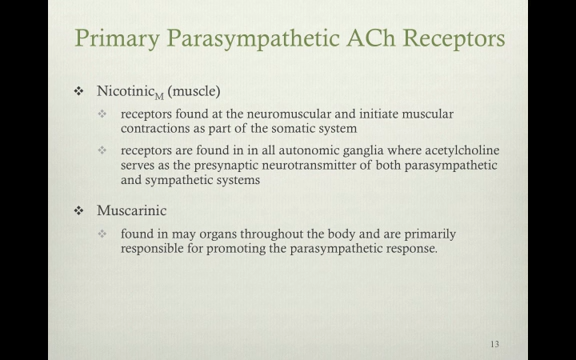 Primary Parasympathetic ACh Receptors
Nicotinic_M (muscle)
receptors found at the neuromuscular and initiate muscular
contractions as part of the somatic system
receptors are found in in all autonomic ganglia where acetylcholine
serves as the presynaptic neurotransmitter of both parasympathetic
and sympathetic systems
Muscarinic
found in may organs throughout the body and are primarily
responsible for promoting the parasympathetic response.
13